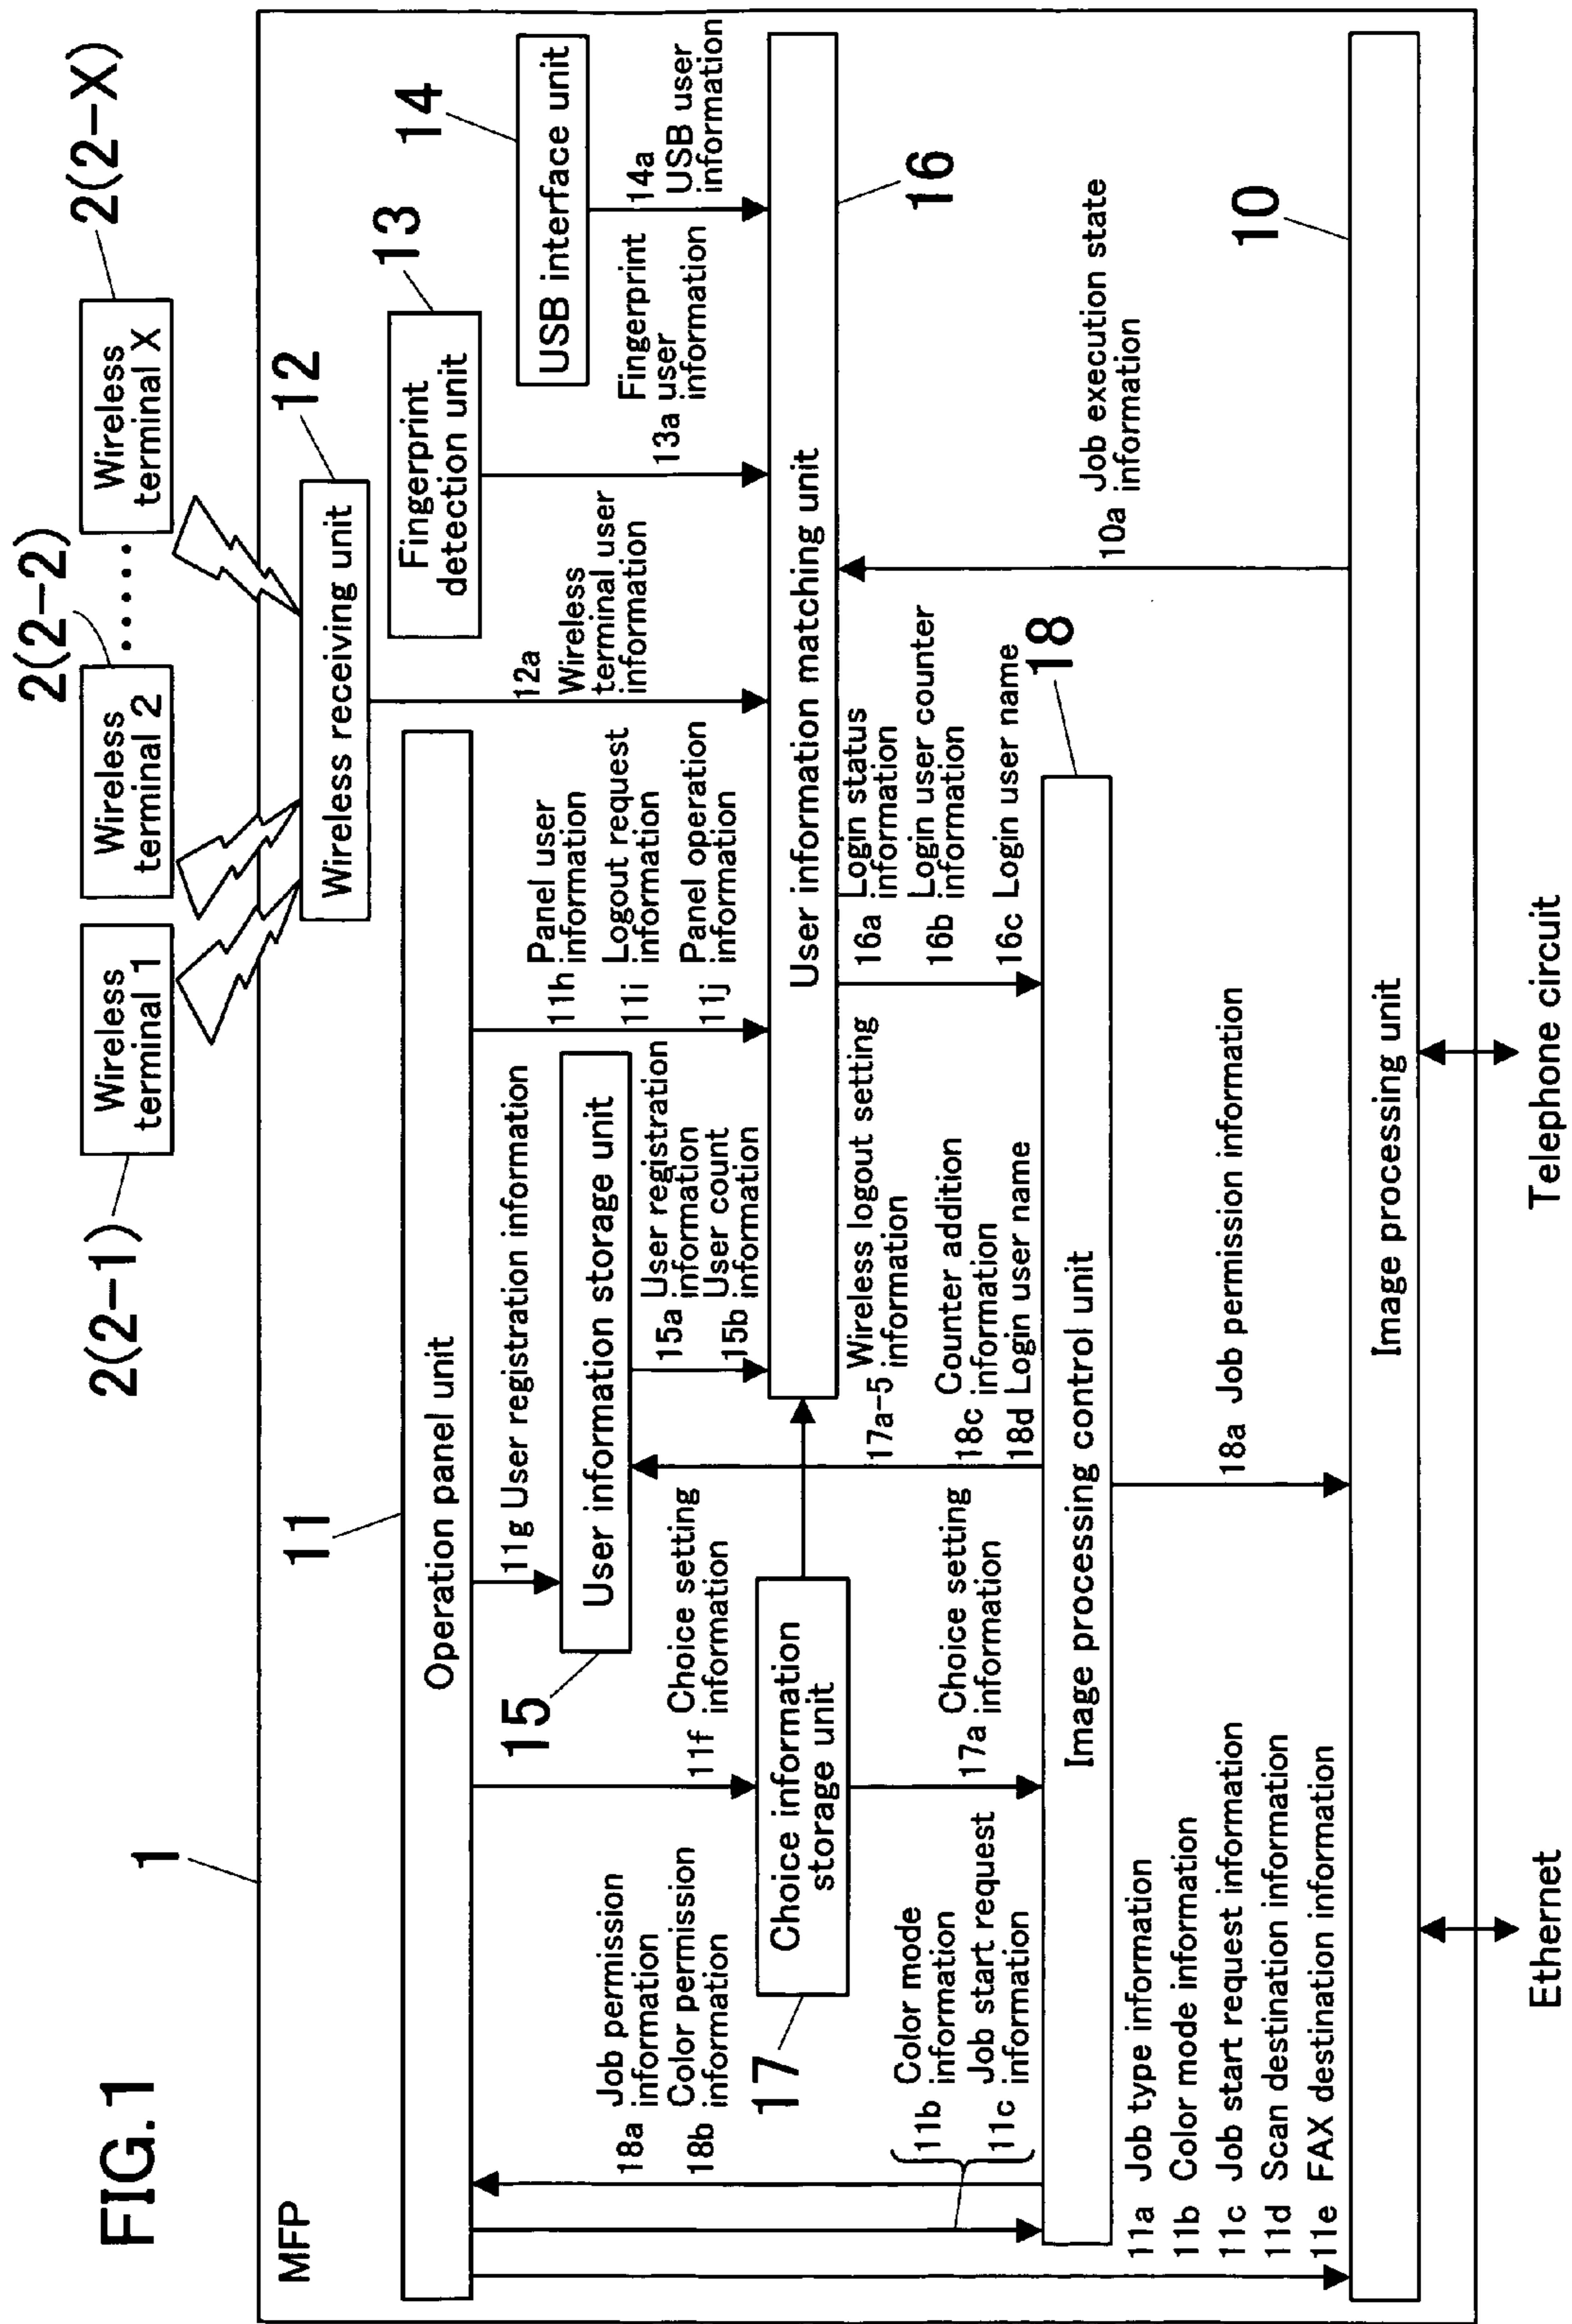 FIG.1
1
MFP
2(2-1)
2(2-2)
2(2-X)
Wireless
terminal 1
Wireless
terminal 2
.....
Wireless
terminal X
11
Operation panel unit
12
Wireless receiving unit
13
Fingerprint
detection unit
14
USB interface unit
18a Job permission
information
18b Color permission
information
11f Choice setting
information
11g User registration information
15
User information storage unit
11h Panel user
information
11i Logout request
information
11j Panel operation
information
12a Wireless
terminal user
information
13a Fingerprint
user
information
14a USB user
information
15a User registration
information
15b User count
information
17
Choice information
storage unit
User information matching unit
16
11b Color mode
information
11c Job start request
information
17a Choice setting
information
17a-5 Wireless logout setting
information
18c Counter addition
information
18d Login user name
16a Login status
information
16b Login user counter
information
16c Login user name
18
Image processing control unit
10a Job execution state
information
11a Job type information
11b Color mode information
11c Job start request information
11d Scan destination information
11e FAX destination information
18a Job permission information
10
Image processing unit
Ethernet
Telephone circuit